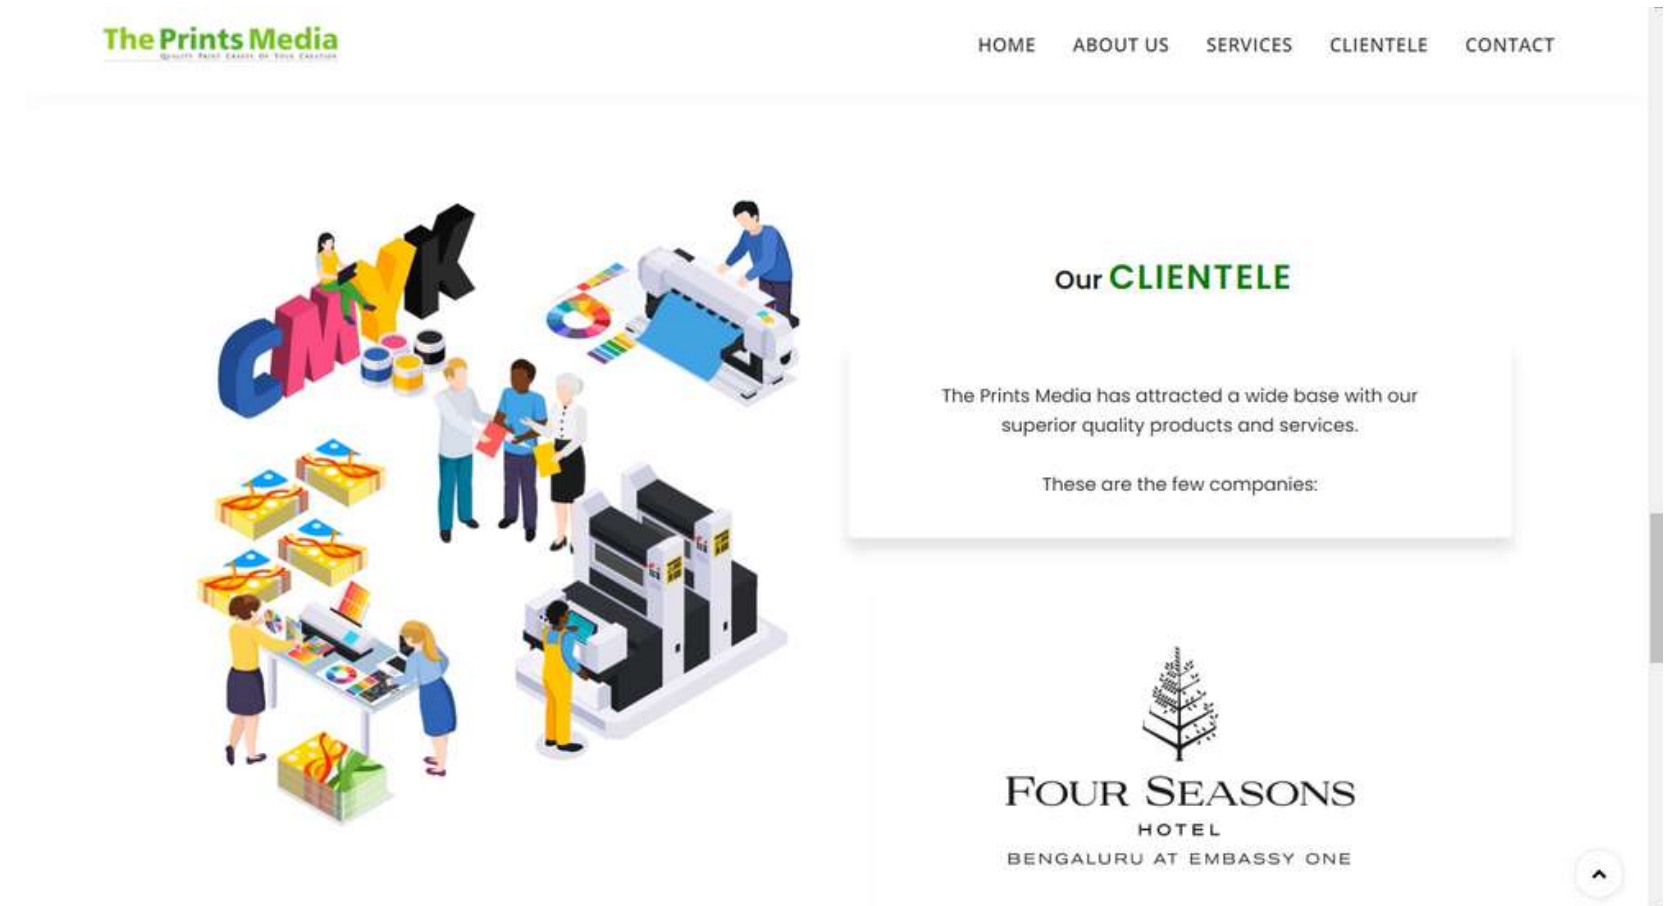 The Prints Media
HOME ABOUT US SERVICES CLIENTELE CONTACT
CMYK
Our CLIENTELE
The Prints Media has attracted a wide base with our
superior quality products and services.
These are the few companies:
FOUR SEASONS
HOTEL
BENGALURU AT EMBASSY ONE